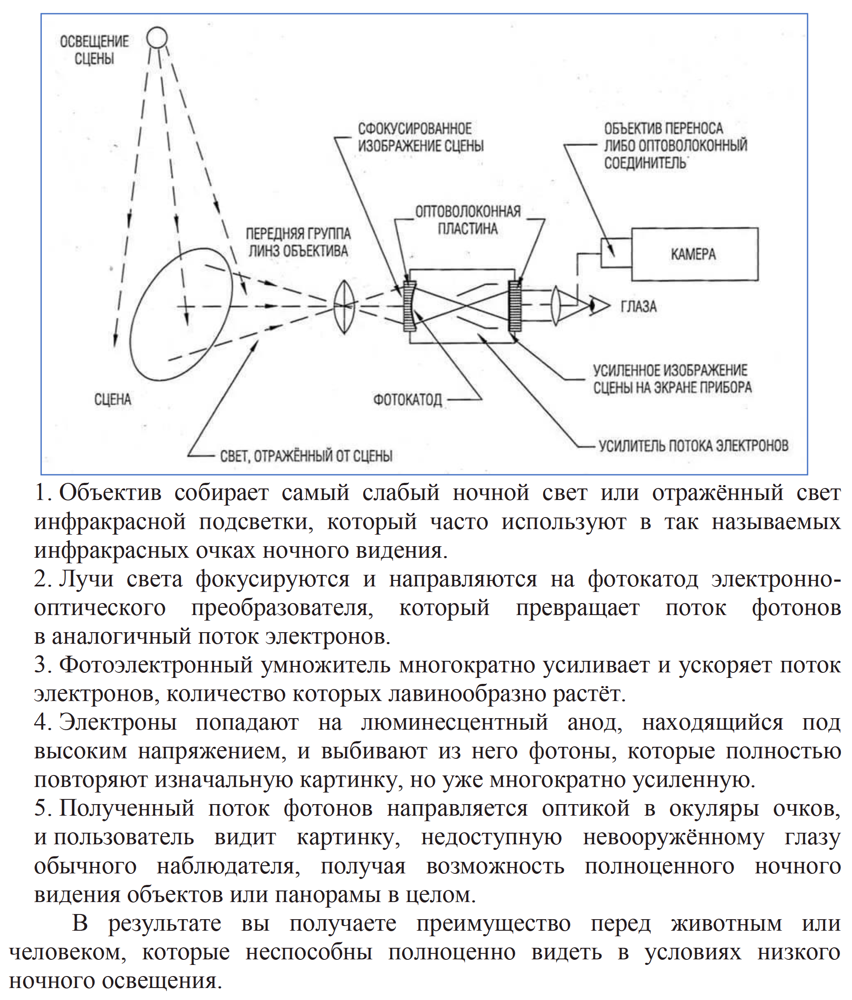 ОСВЕЩЕНИЕ
СЦЕНЫ
СФОКУСИРОВАННОЕ
ИЗОБРАЖЕНИЕ СЦЕНЫ
ОБЪЕКТИВ ПЕРЕНОСА
ЛИБО ОПТОВОЛОКОННЫЙ
СОЕДИНИТЕЛЬ
ОПТОВОЛОКОННАЯ
ПЛАСТИНА
ПЕРЕДНЯЯ ГРУППА
ЛИНЗ ОБЪЕКТИВА
КАМЕРА
ГЛАЗА
УСИЛЕННОЕ ИЗОБРАЖЕНИЕ
СЦЕНЫ НА ЭКРАНЕ ПРИБОРА
СЦЕНА
ФОТОКАТОД
УСИЛИТЕЛЬ ПОТОКА ЭЛЕКТРОНОВ
СВЕТ, ОТРАЖЁННЫЙ ОТ СЦЕНЫ
1. Объектив собирает самый слабый ночной свет или отражённый свет
инфракрасной подсветки, который часто используют в так называемых
инфракрасных очках ночного видения.
2. Лучи света фокусируются и направляются на фотокатод электронно-
оптического преобразователя, который превращает поток фотонов
в аналогичный поток электронов.
3. Фотоэлектронный умножитель многократно усиливает и ускоряет поток
электронов, количество которых лавинообразно растёт.
4. Электроны попадают на люминесцентный анод, находящийся под
высоким напряжением, и выбивают из него фотоны, которые полностью
повторяют изначальную картинку, но уже многократно усиленную.
5. Полученный поток фотонов направляется оптикой в окуляры очков,
и пользователь видит картинку, недоступную невооружённому глазу
обычного наблюдателя, получая возможность полноценного ночного
видения объектов или панорамы в целом.
В результате вы получаете преимущество перед животным или
человеком, которые неспособны полноценно видеть в условиях низкого
ночного освещения.